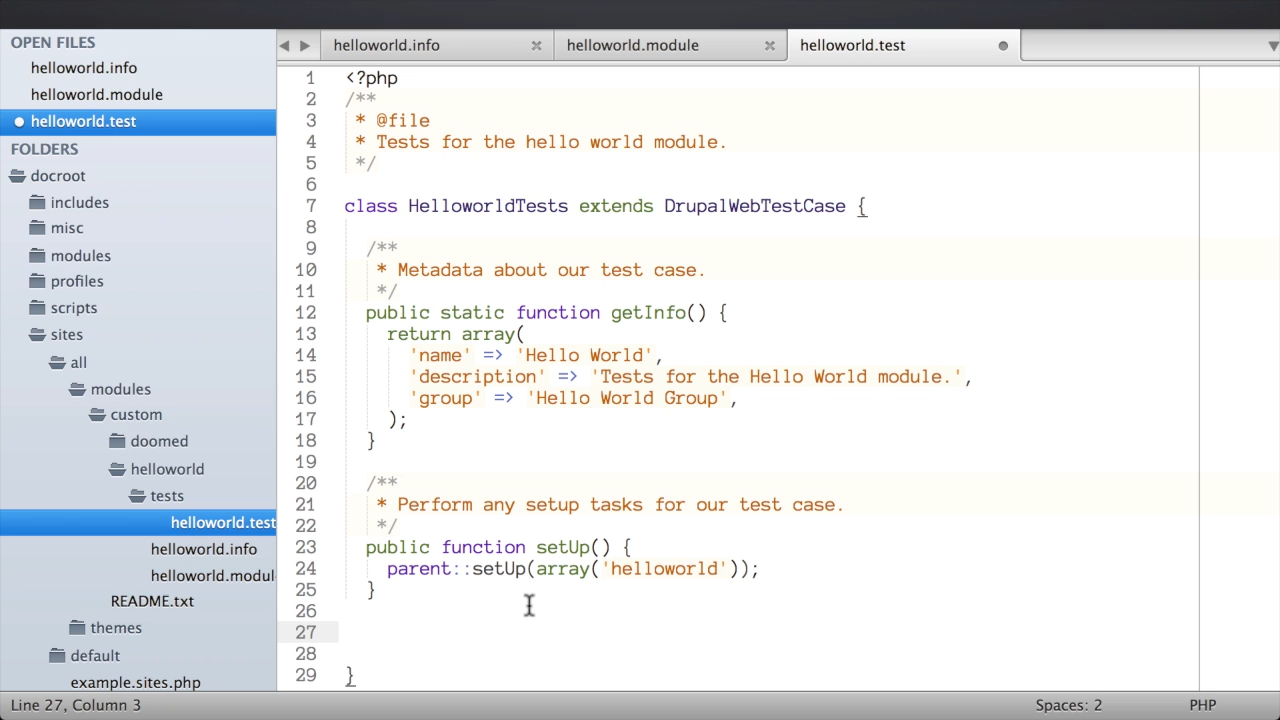 OPEN FILES
helloworld.info
helloworld.module
helloworld.test
FOLDERS
docroot
includes
misc
modules
profiles
scripts
sites
all
modules
custom
doomed
helloworld
tests
helloworld.test
helloworld.info
helloworld.modul
README.txt
themes
default
example.sites.php
helloworld.info
helloworld.module
helloworld.test
1 <?php
2 /**
3  * @file
4  * Tests for the hello world module.
5  */
6
7 class HelloworldTests extends DrupalWebTestCase {
8
9   /**
10    * Metadata about our test case.
11    */
12   public static function getInfo() {
13     return array(
14       'name' => 'Hello World',
15       'description' => 'Tests for the Hello World module.',
16       'group' => 'Hello World Group',
17     );
18   }
19
20   /**
21    * Perform any setup tasks for our test case.
22    */
23   public function setUp() {
24     parent::setUp(array('helloworld'));
25   }
26
27
28
29 }
Line 27, Column 3
Spaces: 2
PHP